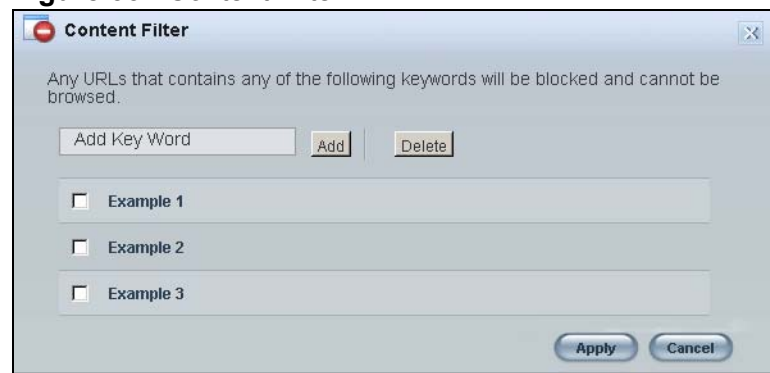 Content Filter
Any URLs that contains any of the following keywords will be blocked and cannot be
browsed.
Add Key Word
Add
Delete
Example 1
Example 2
Example 3
Apply
Cancel